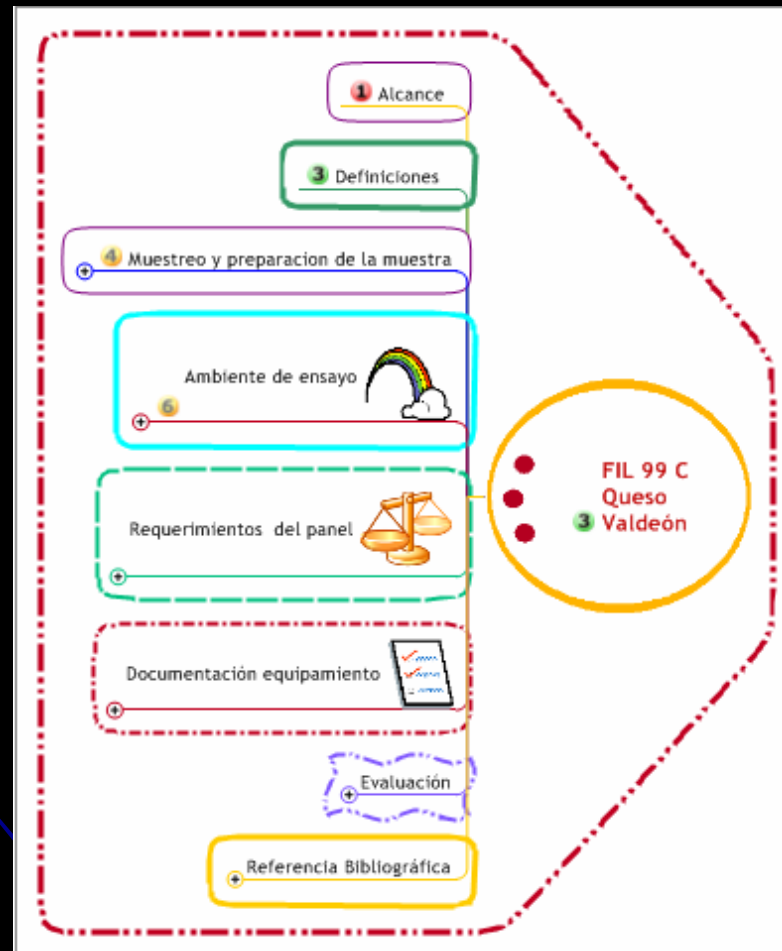 1 Alcance
3 Definiciones
4 Muestreo y preparacion de la muestra
Ambiente de ensayo
6
Requerimientos del panel
Documentación equipamiento
Evaluación
Referencia Bibliográfica
FIL 99 C
Queso
3 Valdeón